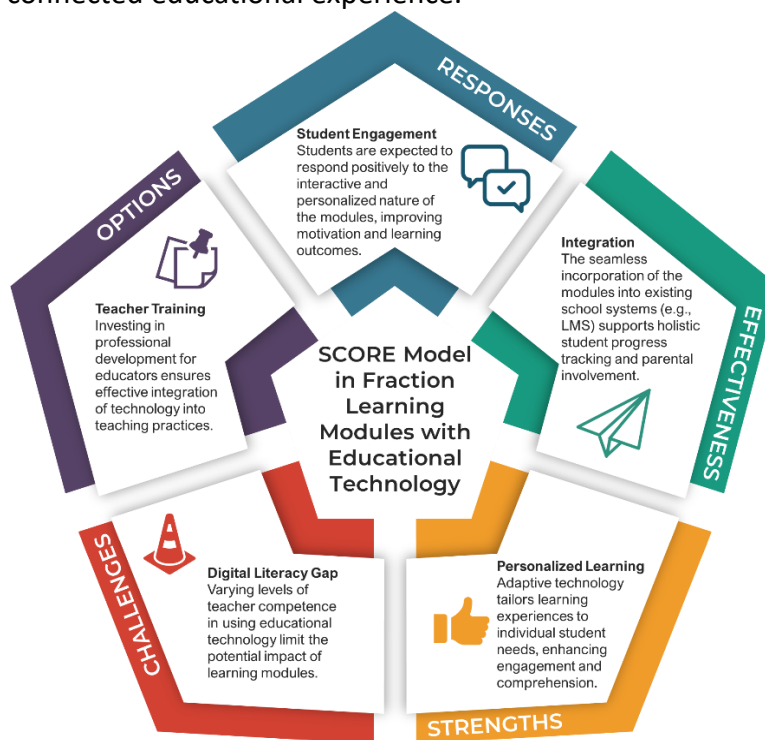 connected educational experience.
RESPONSES
Student Engagement
Students are expected to
respond positively to the
interactive and
personalized nature of
the modules, improving
motivation and learning
outcomes.
OPTIONS
Teacher Training
Investing in
professional
development for
educators ensures
effective integration
of technology into
teaching practices.
EFFECTIVENESS
Integration
The seamless
incorporation of the
modules into existing
school systems (e.g.,
LMS) supports holistic
student progress
tracking and parental
involvement.
SCORE Model
in Fraction
Learning
Modules with
Educational
Technology
CHALLENGES
Digital Literacy Gap
Varying levels of
teacher competence
in using educational
technology limit the
potential impact of
learning modules.
Personalized Learning
Adaptive technology
tailors learning
experiences to
individual student
needs, enhancing
engagement and
comprehension.
STRENGTHS